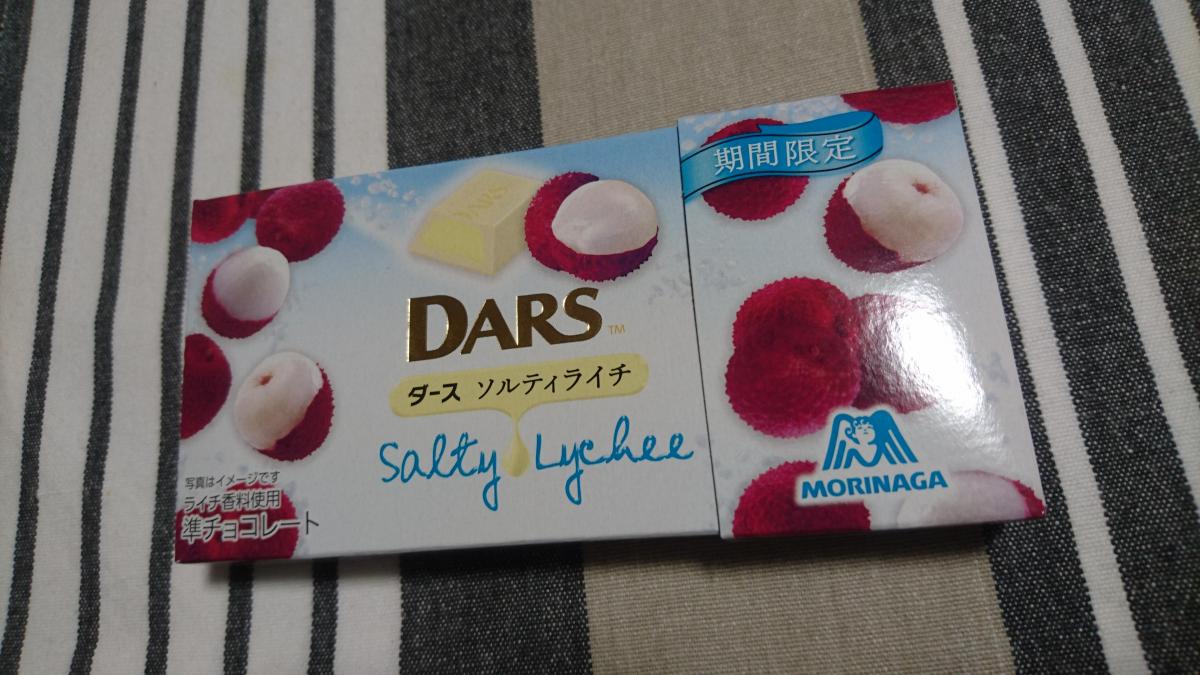 期間限定
DARS
DARS™
ダース ソルティライチ
Salty Lychee
写真はイメージです
ライチ香料使用
準チョコレート
MORINAGA